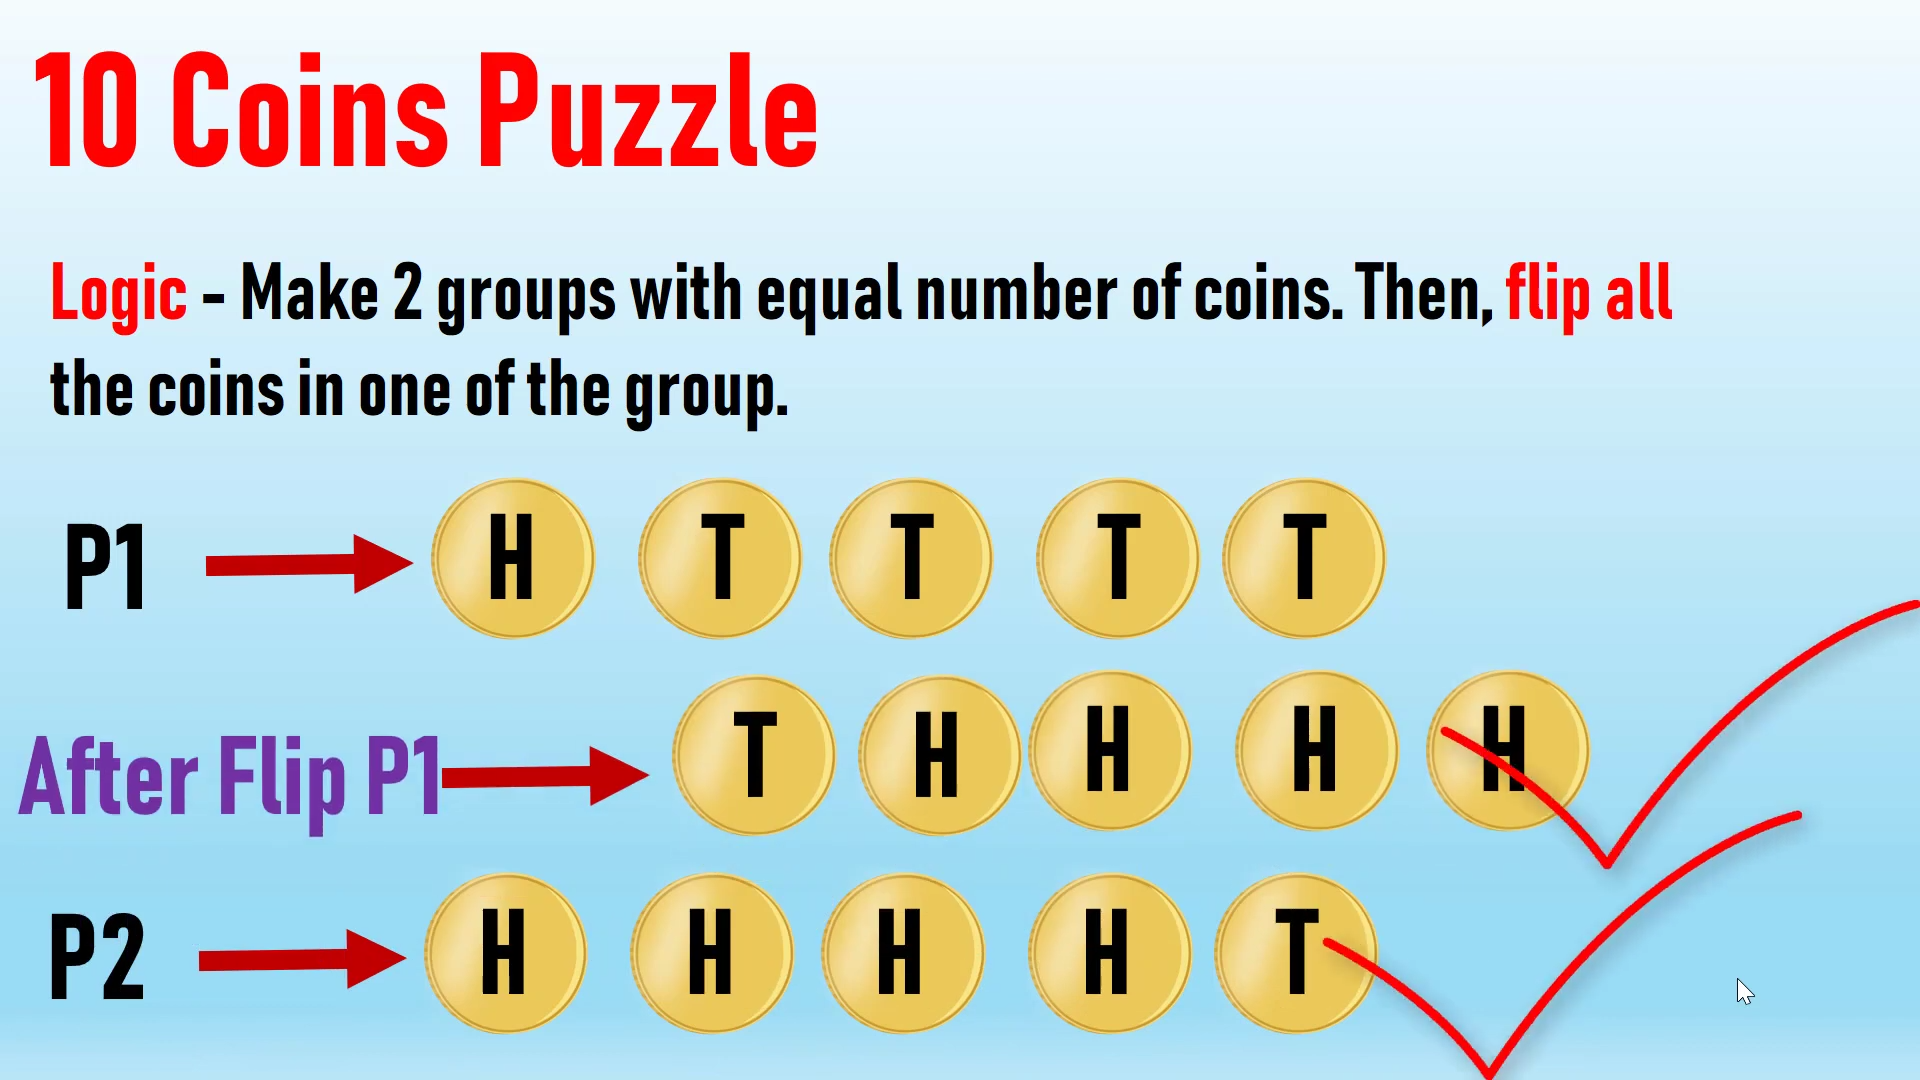 10 Coins Puzzle
Logic - Make 2 groups with equal number of coins. Then, flip all
the coins in one of the group.
P1 H T T T T
After Flip P1 T H H H H
P2 H H H H T